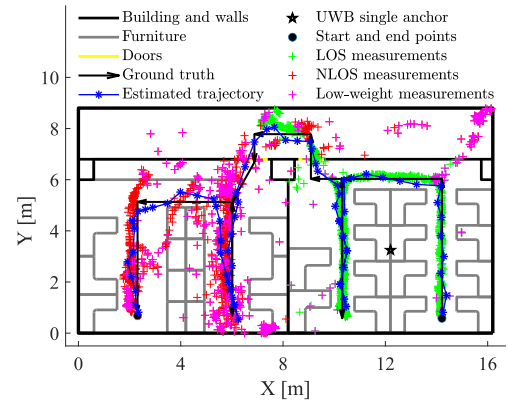 Building and walls
Furniture
Doors
Ground truth
Estimated trajectory
UWB single anchor
Start and end points
LOS measurements
NLOS measurements
Low-weight measurements
10
8
6
4
2
0
Y [m]
0 4 8 12 16
X [m]